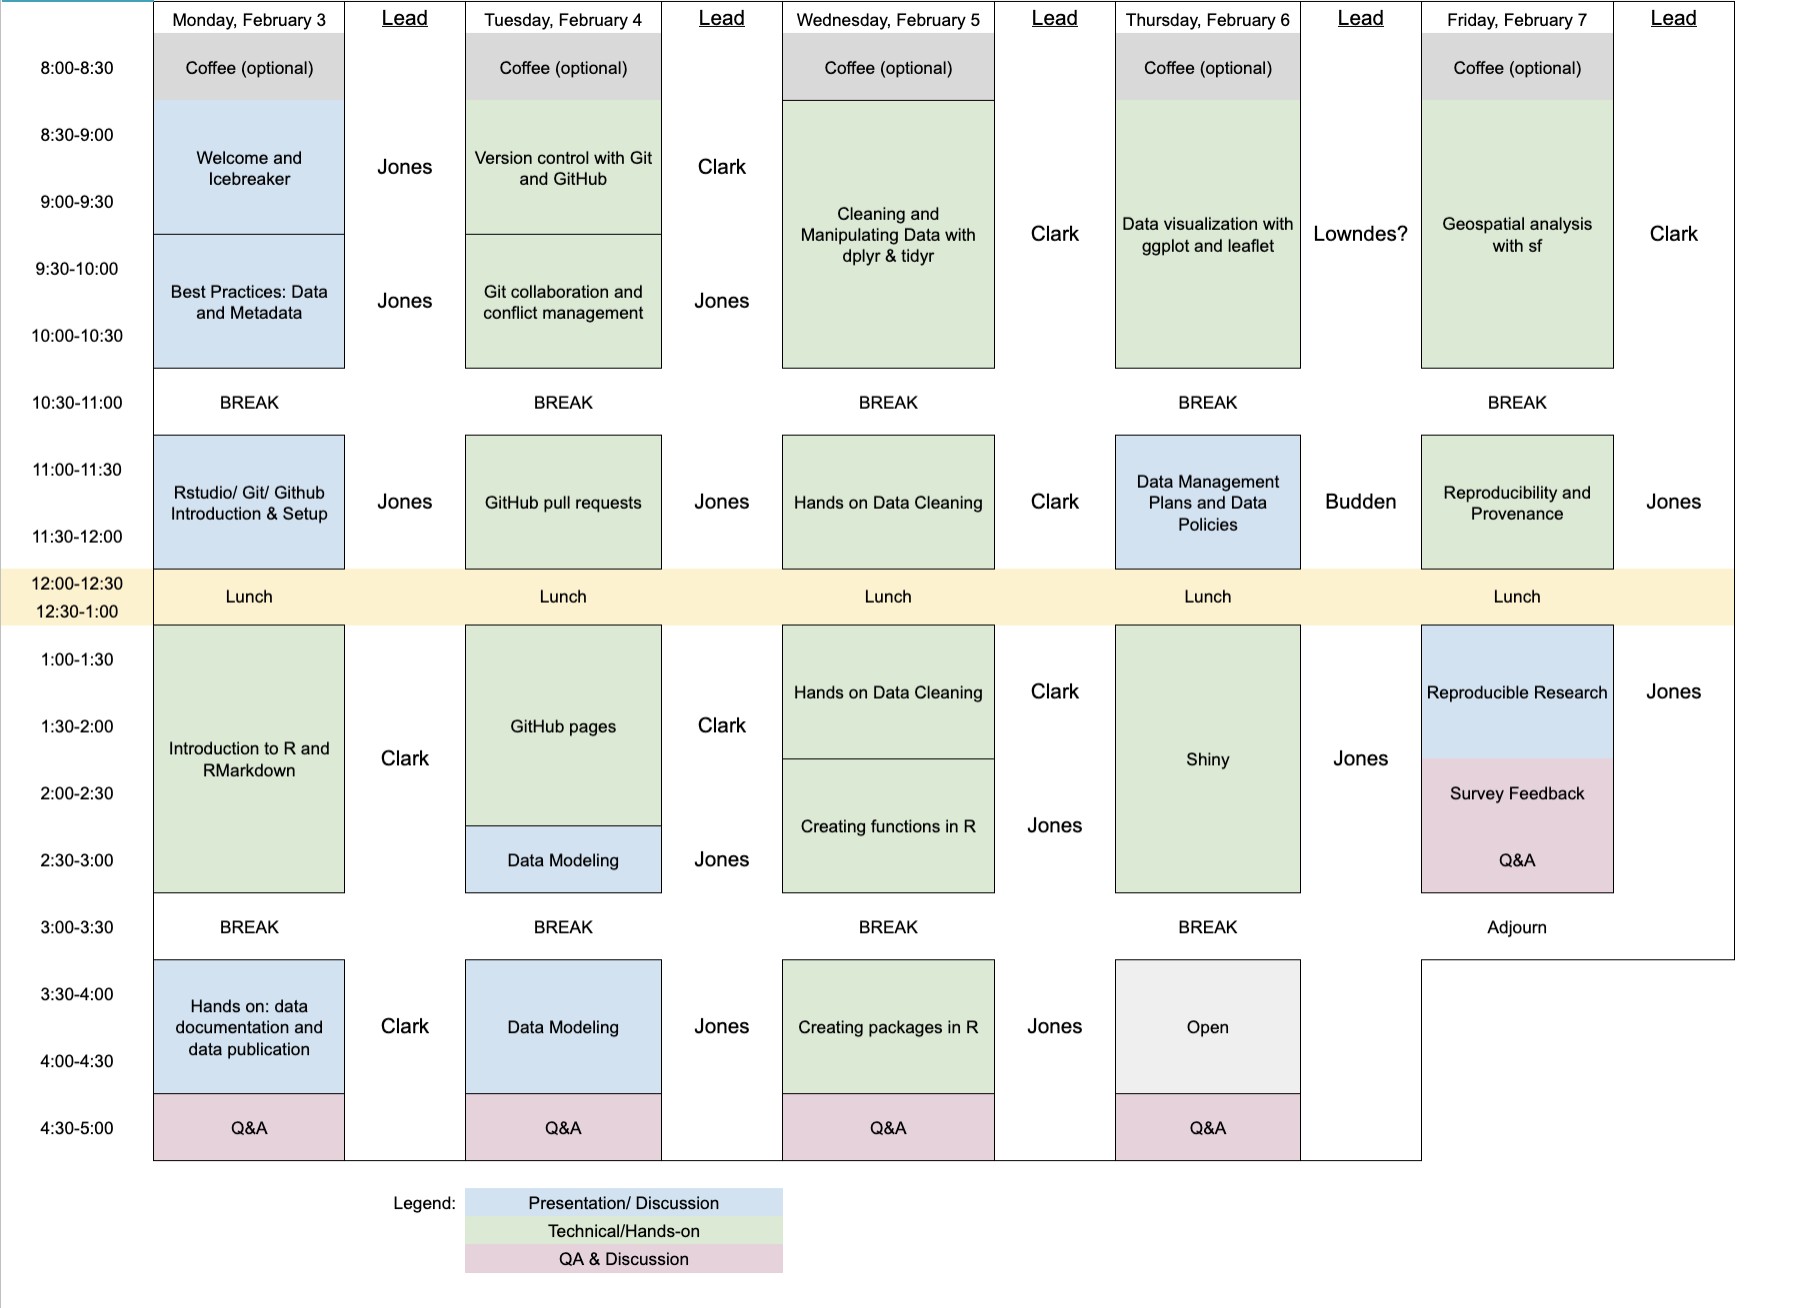 Monday, February 3 Lead Tuesday, February 4 Lead Wednesday, February 5 Lead Thursday, February 6 Lead Friday, February 7 Lead
8:00-8:30 Coffee (optional) Coffee (optional) Coffee (optional) Coffee (optional) Coffee (optional)
8:30-9:00
Welcome and
Icebreaker
Jones
Version control with Git
and GitHub
Clark
9:00-9:30
Cleaning and
Manipulating Data with
dplyr & tidyr
Clark
Data visualization with
ggplot and leaflet
Lowndes?
Geospatial analysis
with sf
Clark
9:30-10:00
Best Practices: Data
and Metadata
Jones
Git collaboration and
conflict management
Jones
10:00-10:30
10:30-11:00 BREAK BREAK BREAK BREAK BREAK
11:00-11:30
Rstudio/ Git/ Github
Introduction & Setup
Jones
GitHub pull requests
Jones
Hands on Data Cleaning
Clark
Data Management
Plans and Data
Policies
Budden
Reproducibility and
Provenance
Jones
11:30-12:00
12:00-12:30
Lunch Lunch Lunch Lunch Lunch
12:30-1:00
1:00-1:30
Hands on Data Cleaning
Clark
Reproducible Research
Jones
1:30-2:00
GitHub pages
Clark
Introduction to R and
RMarkdown
Clark
Shiny
Jones
2:00-2:30
Survey Feedback
Creating functions in R
Jones
2:30-3:00
Data Modeling
Jones
Q&A
3:00-3:30 BREAK BREAK BREAK BREAK Adjourn
3:30-4:00
Hands on: data
documentation and
data publication
Clark
Data Modeling
Jones
Creating packages in R
Jones
Open
4:00-4:30
4:30-5:00 Q&A Q&A Q&A Q&A
Legend: Presentation/ Discussion
Technical/Hands-on
QA & Discussion